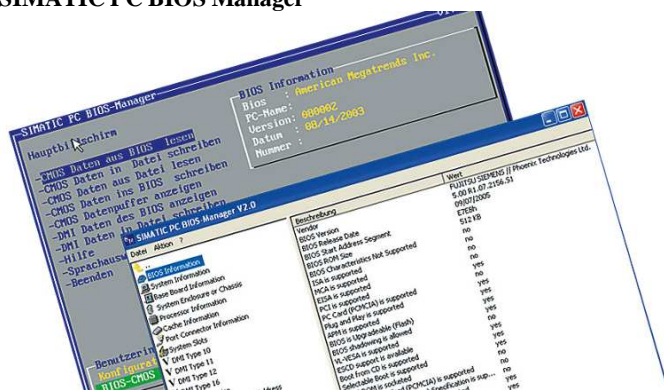 SIMATIC PC BIOS Manager
SIMATIC PC BIOS-Manager
Hauptbildschirm
-CMOS Daten aus BIOS lesen
-CMOS Daten in Datei schreiben
-CMOS Daten aus Datei lesen
-CMOS Daten ins BIOS schreiben
-CMOS Datenpuffer anzeigen
-DMI Daten des BIOS anzeigen
-DMI Daten in Datei schreiben
-Hilfe
-Beenden
BIOS Information
Bios : American Megatrends Inc.
PC-Name:
Version: 080002
Datum : 08/14/2003
Nummer :
BIOS-CMOS
SIMATIC PC BIOS-Manager V2.0
Datei Aktion ?
BIOS Information
System Information
Base Board Information
System Enclosure or Chassis
Processor Information
Cache Information
Port Connector Information
System Slots
DMI Type 10
DMI Type 11
DMI Type 12
DMI Type 16
Beschreibung
Wert
Vendor
FUJITSU SIEMENS // Phoenix Technologies Ltd.
BIOS Version
5.00 R1.07.2156.S1
BIOS Release Date
09/07/2005
BIOS Start Address Segment
E7E8h
BIOS ROM Size
512 KB
BIOS Characteristics Not Supported
no
ISA is supported
no
MCA is supported
no
EISA is supported
no
PCI is supported
yes
PC Card (PCMCIA) is supported
no
Plug and Play is supported
yes
APM is supported
yes
BIOS is Upgradeable (Flash)
yes
BIOS shadowing is allowed
yes
VL-VESA is supported
no
ESCD support is available
yes
Boot from CD is supported
yes
Selectable Boot is supported
yes